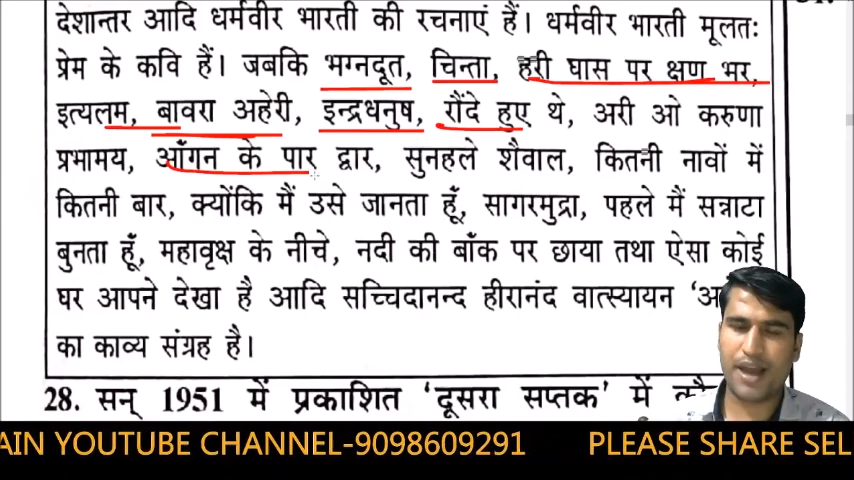 देशान्तर आदि धर्मवीर भारती की रचनाएं हैं। धर्मवीर भारती मूलतः
प्रेम के कवि हैं। जबकि भग्नदूत, चिन्ता, हरी घास पर क्षण भर,
इत्यलम, बावरा अहेरी, इन्द्रधनुष, रौंदे हुए थे, अरी ओ करुणा
प्रभामय, आँगन के पार द्वार, सुनहले शैवाल, कितनी नावों में
कितनी बार, क्योंकि मैं उसे जानता हूँ, सागरमुद्रा, पहले मैं सन्नाटा
बुनता हूँ, महावृक्ष के नीचे, नदी की बाँक पर छाया तथा ऐसा कोई
घर आपने देखा है आदि सच्चिदानन्द हीरानंद वात्स्यायन
का काव्य संग्रह है।
28. सन् 1951 में प्रकाशित 'दूसरा सप्तक' में
AIN YOUTUBE CHANNEL-9098609291 PLEASE SHARE SEL